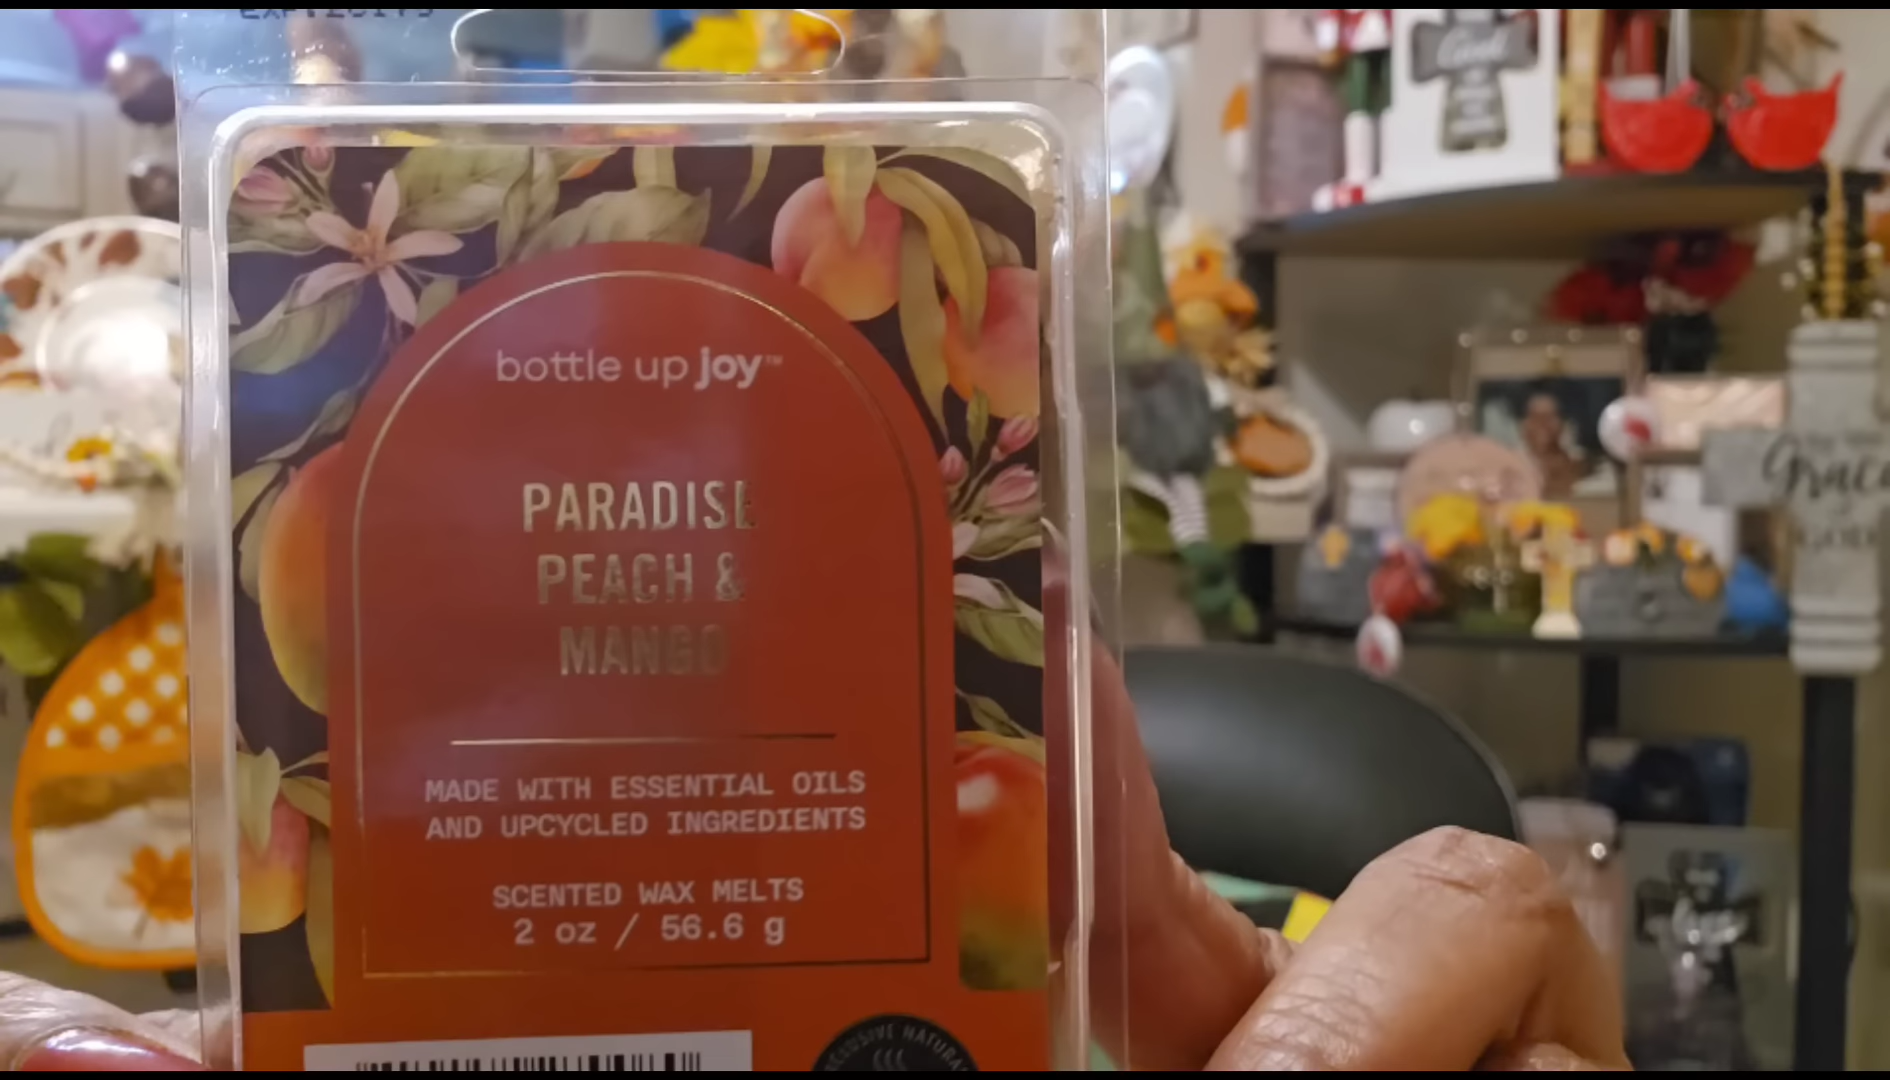 bottle up joy™
PARADISE
PEACH &
MANGO
MADE WITH ESSENTIAL OILS
AND UPCYCLED INGREDIENTS
SCENTED WAX MELTS
2 oz / 56.6 g
Grace